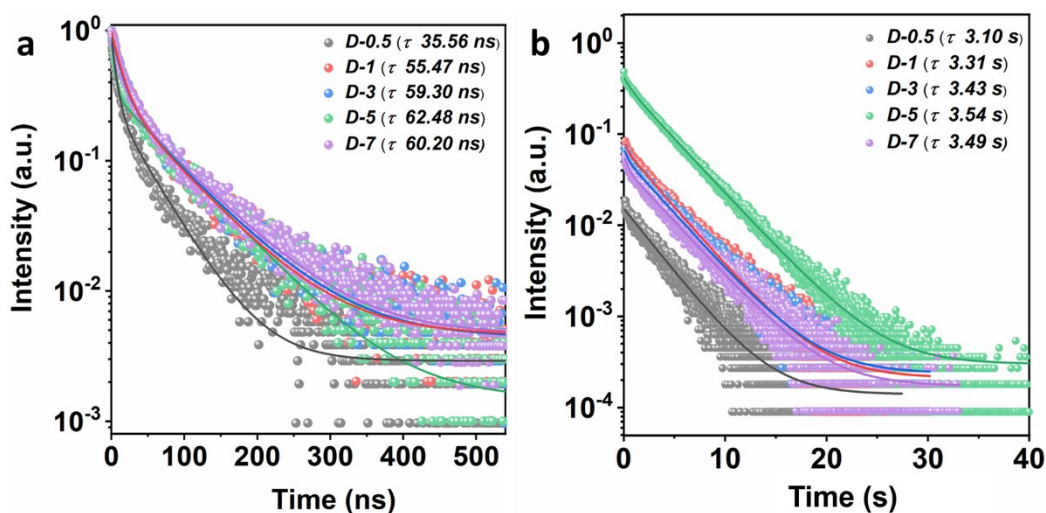 a
D-0.5 (τ 35.56 ns)
D-1 (τ 55.47 ns)
D-3 (τ 59.30 ns)
D-5 (τ 62.48 ns)
D-7 (τ 60.20 ns)
Intensity (a.u.)
10⁰
10⁻¹
10⁻²
10⁻³
0 100 200 300 400 500
Time (ns)
b
D-0.5 (τ 3.10 s)
D-1 (τ 3.31 s)
D-3 (τ 3.43 s)
D-5 (τ 3.54 s)
D-7 (τ 3.49 s)
Intensity (a.u.)
10⁰
10⁻¹
10⁻²
10⁻³
10⁻⁴
0 10 20 30 40
Time (s)